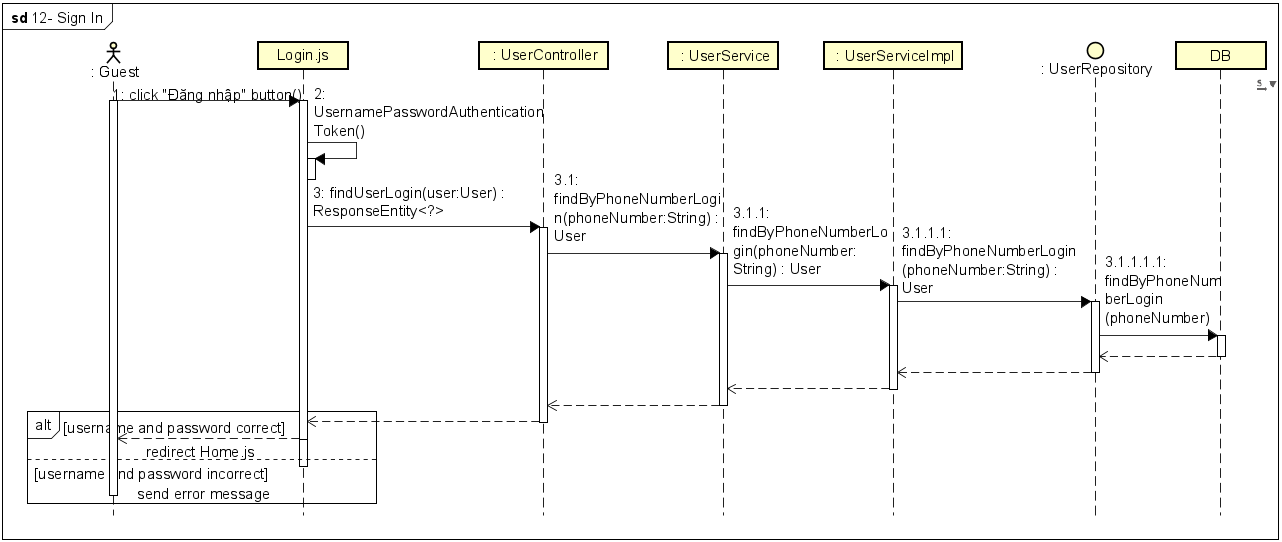 sd 12- Sign In
: Guest
Login.js
: UserController
: UserService
: UserServiceImpl
: UserRepository
DB
1: click "Đăng nhập" button()
2:
UsernamePasswordAuthentication
Token()
3: findUserLogin(user:User) :
ResponseEntity<?>
3.1:
findByPhoneNumberLogi
n(phoneNumber:String) :
User
3.1.1:
findByPhoneNumberLo
gin(phoneNumber:
String) : User
3.1.1.1:
findByPhoneNumberLogin
(phoneNumber:String) :
User
3.1.1.1.1:
findByPhoneNum
berLogin
(phoneNumber)
alt
[username and password correct]
redirect Home.js
[username and password incorrect]
send error message